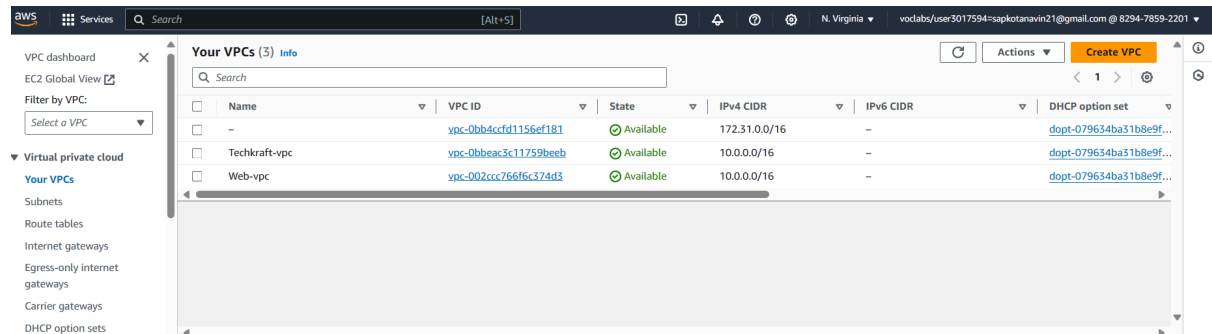 aws Services Search [Alt+S] N. Virginia voclabs/user3017594=sapkotanavin21@gmail.com @ 8294-7859-2201
VPC dashboard
EC2 Global View
Filter by VPC:
Select a VPC
Virtual private cloud
Your VPCs
Subnets
Route tables
Internet gateways
Egress-only internet
gateways
Carrier gateways
DHCP option sets
Your VPCs (3) Info Actions Create VPC
Search 1
Name VPC ID State IPv4 CIDR IPv6 CIDR DHCP option set
– vpc-0bb4ccfd1156ef181 Available 172.31.0.0/16 – dopt-079634ba31b8e9f...
Techkraft-vpc vpc-0bbeac3c11759beeb Available 10.0.0.0/16 – dopt-079634ba31b8e9f...
Web-vpc vpc-002ccc766f6c374d3 Available 10.0.0.0/16 – dopt-079634ba31b8e9f...